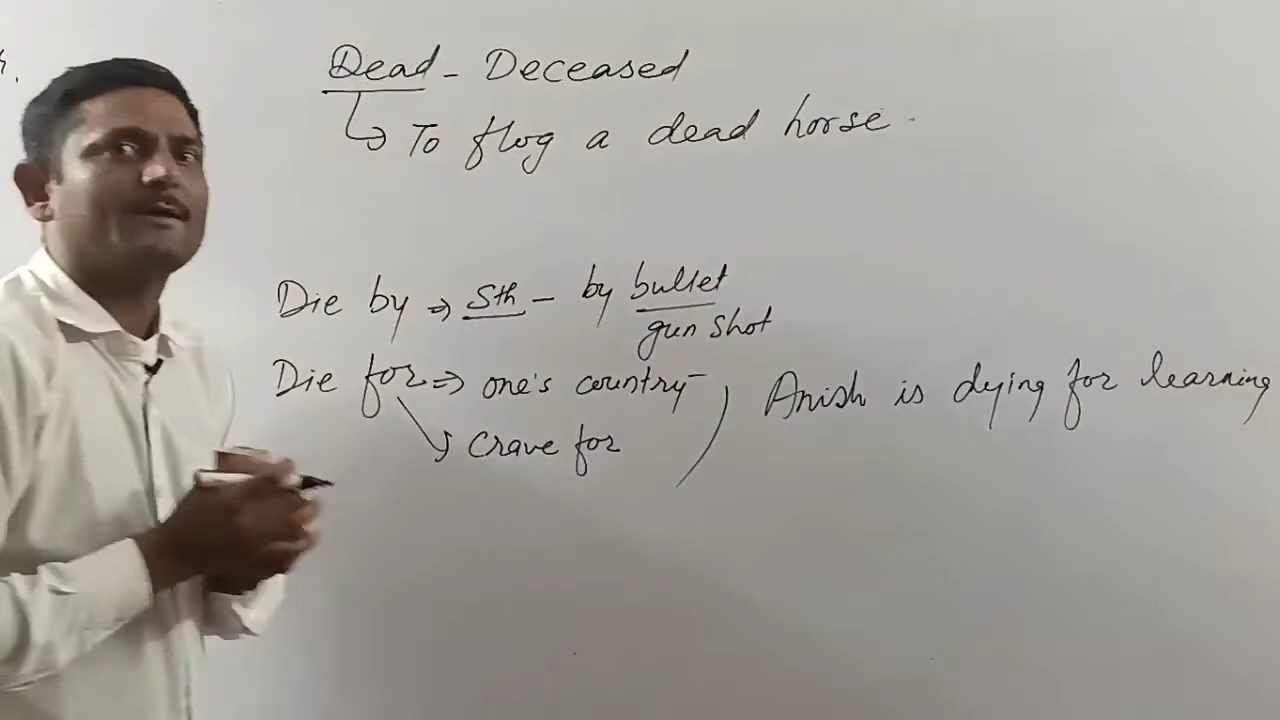 Dead - Deceased
↳ To flog a dead horse.
Die by ⇒ Sth - by bullet
gun shot
Die for ⇒ one's country ) Anish is dying for learning
↘ Crave for